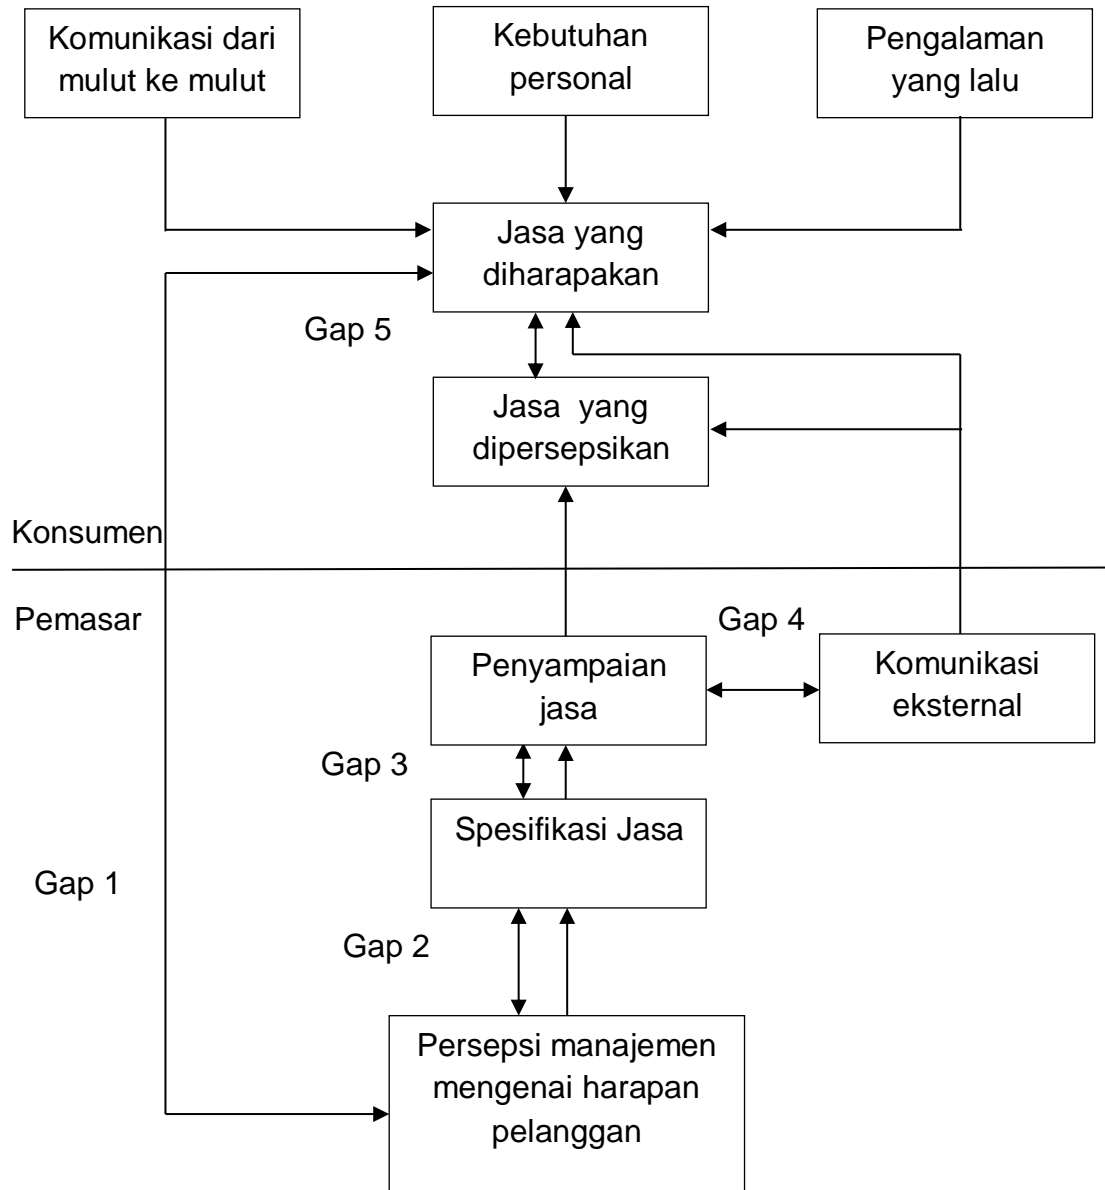 Komunikasi dari
mulut ke mulut
Kebutuhan
personal
Pengalaman
yang lalu
Jasa yang
diharapakan
Gap 5
Jasa  yang
dipersepsikan
Konsumen
Pemasar
Gap 4
Penyampaian
jasa
Komunikasi
eksternal
Gap 3
Spesifikasi Jasa
Gap 1
Gap 2
Persepsi manajemen
mengenai harapan
pelanggan